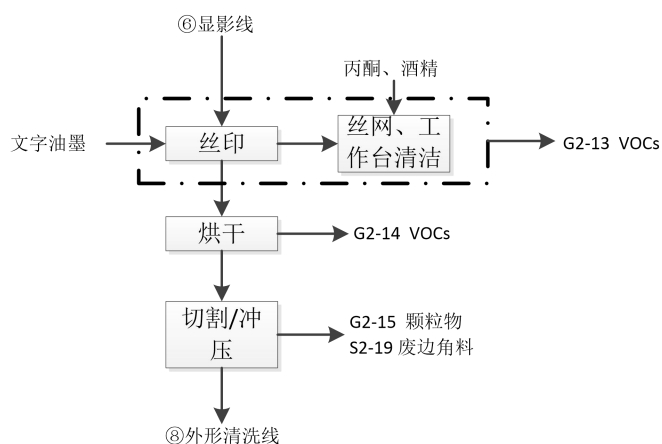 ⑥显影线
丙酮、酒精
文字油墨
丝印
丝网、工
作台清洁
G2-13 VOCs
烘干
G2-14 VOCs
切割/冲
压
G2-15 颗粒物
S2-19 废边角料
⑧外形清洗线